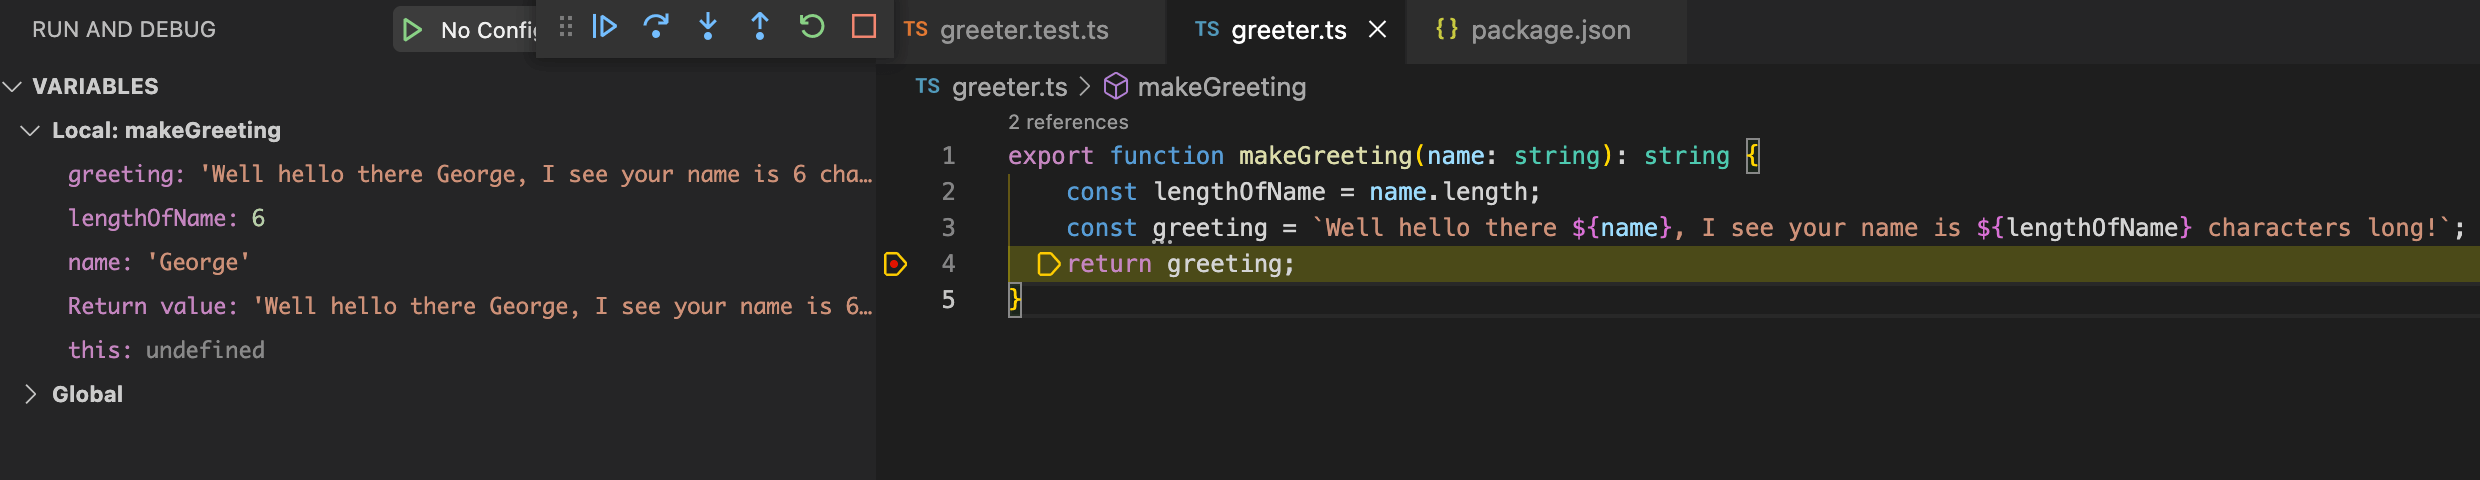 RUN AND DEBUG
No Config
VARIABLES
Local: makeGreeting
greeting: 'Well hello there George, I see your name is 6 cha…
lengthOfName: 6
name: 'George'
Return value: 'Well hello there George, I see your name is 6…
this: undefined
Global
TS greeter.test.ts
TS greeter.ts
{} package.json
TS greeter.ts > makeGreeting
2 references
1 export function makeGreeting(name: string): string {
2 const lengthOfName = name.length;
3 const greeting = `Well hello there ${name}, I see your name is ${lengthOfName} characters long!`;
4 return greeting;
5 }